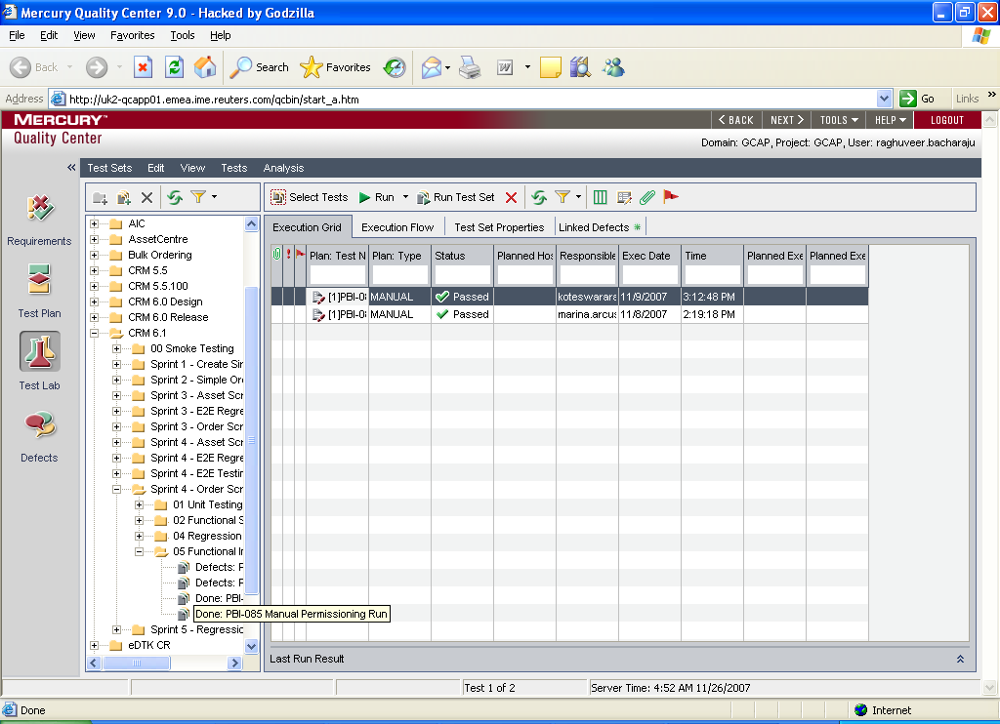 Mercury Quality Center 9.0 - Hacked by Godzilla
File Edit View Favorites Tools Help
Back Search Favorites
Address http://uk2-qcapp01.emea.ime.reuters.com/qcbin/start_a.htm Go Links
MERCURY™ BACK NEXT TOOLS HELP LOGOUT
Quality Center
Domain: GCAP, Project: GCAP, User: raghuveer.bacharaju
Test Sets Edit View Tests Analysis
Select Tests Run Run Test Set
Requirements
Test Plan
Test Lab
Defects
AIC
AssetCentre
Bulk Ordering
CRM 5.5
CRM 5.5.100
CRM 6.0 Design
CRM 6.0 Release
CRM 6.1
00 Smoke Testing
Sprint 1 - Create Sir
Sprint 2 - Simple Or
Sprint 3 - Asset Scr
Sprint 3 - E2E Regre
Sprint 3 - Order Scr
Sprint 4 - Asset Scr
Sprint 4 - E2E Regre
Sprint 4 - E2E Testir
Sprint 4 - Order Scr
01 Unit Testing
02 Functional S
04 Regression
05 Functional Ir
Defects: F
Defects: F
Done: PBI-
Done: PBI-085 Manual Permissioning Run
Sprint 5 - Regressic
eDTK CR
Execution Grid Execution Flow Test Set Properties Linked Defects *
Plan: Test N Plan: Type Status Planned Hos Responsible Exec Date Time Planned Exe Planned Exe
[1]PBI-08 MANUAL Passed koteswarara 11/9/2007 3:12:48 PM
[1]PBI-08 MANUAL Passed marina.arcus 11/8/2007 2:19:18 PM
Last Run Result
Test 1 of 2 Server Time: 4:52 AM 11/26/2007
Done Internet